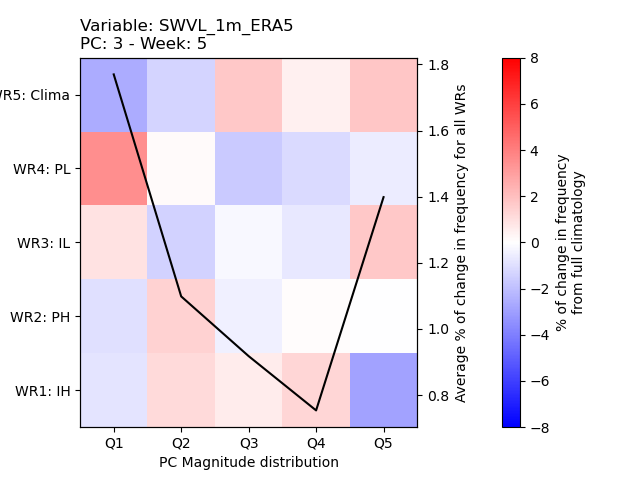 Variable: SWVL_1m_ERA5
PC: 3 - Week: 5
WR5: Clima
WR4: PL
WR3: IL
WR2: PH
WR1: IH
Q1 Q2 Q3 Q4 Q5
PC Magnitude distribution
1.8
1.6
1.4
1.2
1.0
0.8
Average % of change in frequency for all WRs
8
6
4
2
0
−2
−4
−6
−8
% of change in frequency
from full climatology